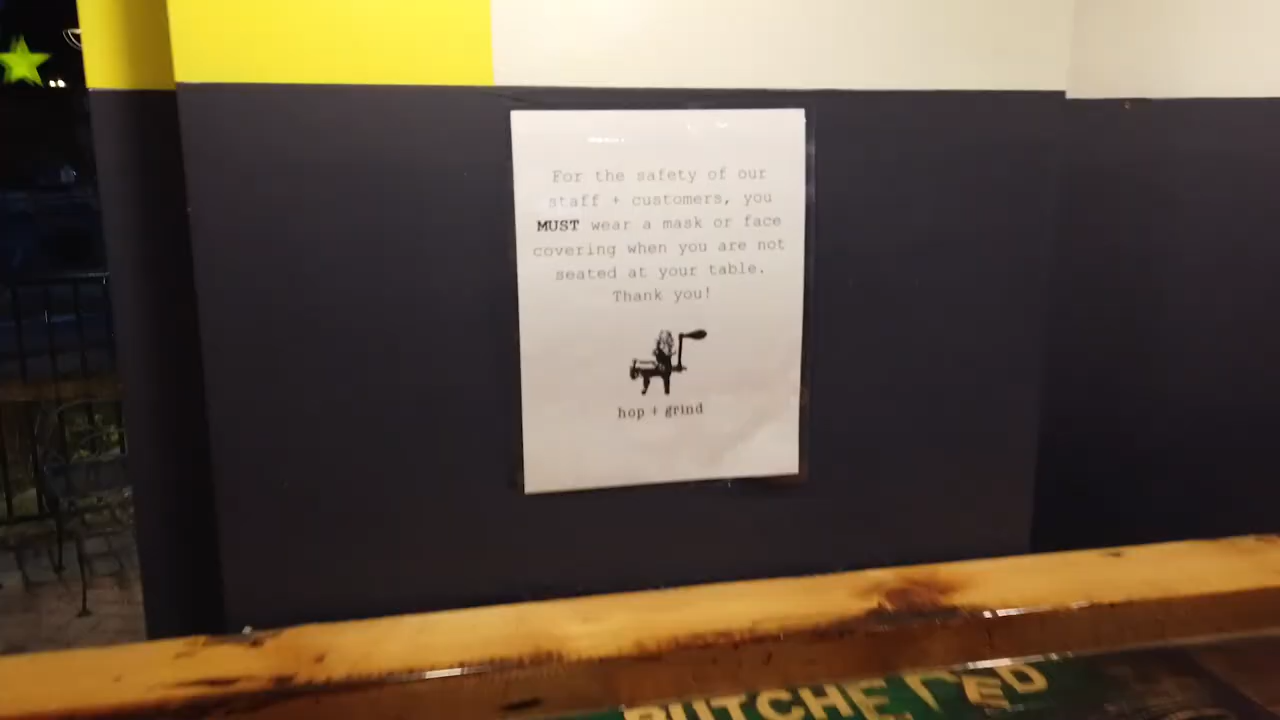 For the safety of our
staff + customers, you
MUST wear a mask or face
covering when you are not
seated at your table.
Thank you!
hop + grind